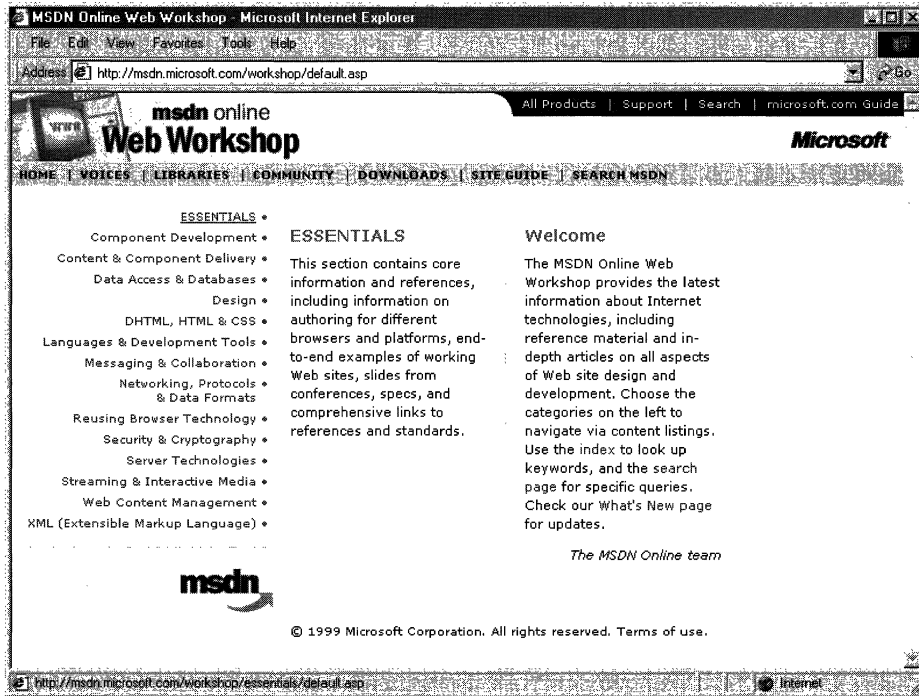 MSDN Online Web Workshop - Microsoft Internet Explorer
File Edit View Favorites Tools Help
Address http://msdn.microsoft.com/workshop/default.asp Go
All Products | Support | Search | microsoft.com Guide
www
msdn online
Web Workshop
Microsoft
HOME | VOICES | LIBRARIES | COMMUNITY | DOWNLOADS | SITE GUIDE | SEARCH MSDN
ESSENTIALS •
Component Development •
Content & Component Delivery •
Data Access & Databases •
Design •
DHTML, HTML & CSS •
Languages & Development Tools •
Messaging & Collaboration •
Networking, Protocols •
& Data Formats
Reusing Browser Technology •
Security & Cryptography •
Server Technologies •
Streaming & Interactive Media •
Web Content Management •
XML (Extensible Markup Language) •
msdn
ESSENTIALS
This section contains core
information and references,
including information on
authoring for different
browsers and platforms, end-
to-end examples of working
Web sites, slides from
conferences, specs, and
comprehensive links to
references and standards.
Welcome
The MSDN Online Web
Workshop provides the latest
information about Internet
technologies, including
reference material and in-
depth articles on all aspects
of Web site design and
development. Choose the
categories on the left to
navigate via content listings.
Use the index to look up
keywords, and the search
page for specific queries.
Check our What's New page
for updates.
The MSDN Online team
© 1999 Microsoft Corporation. All rights reserved. Terms of use.
http://msdn.microsoft.com/workshop/essentials/default.asp Internet